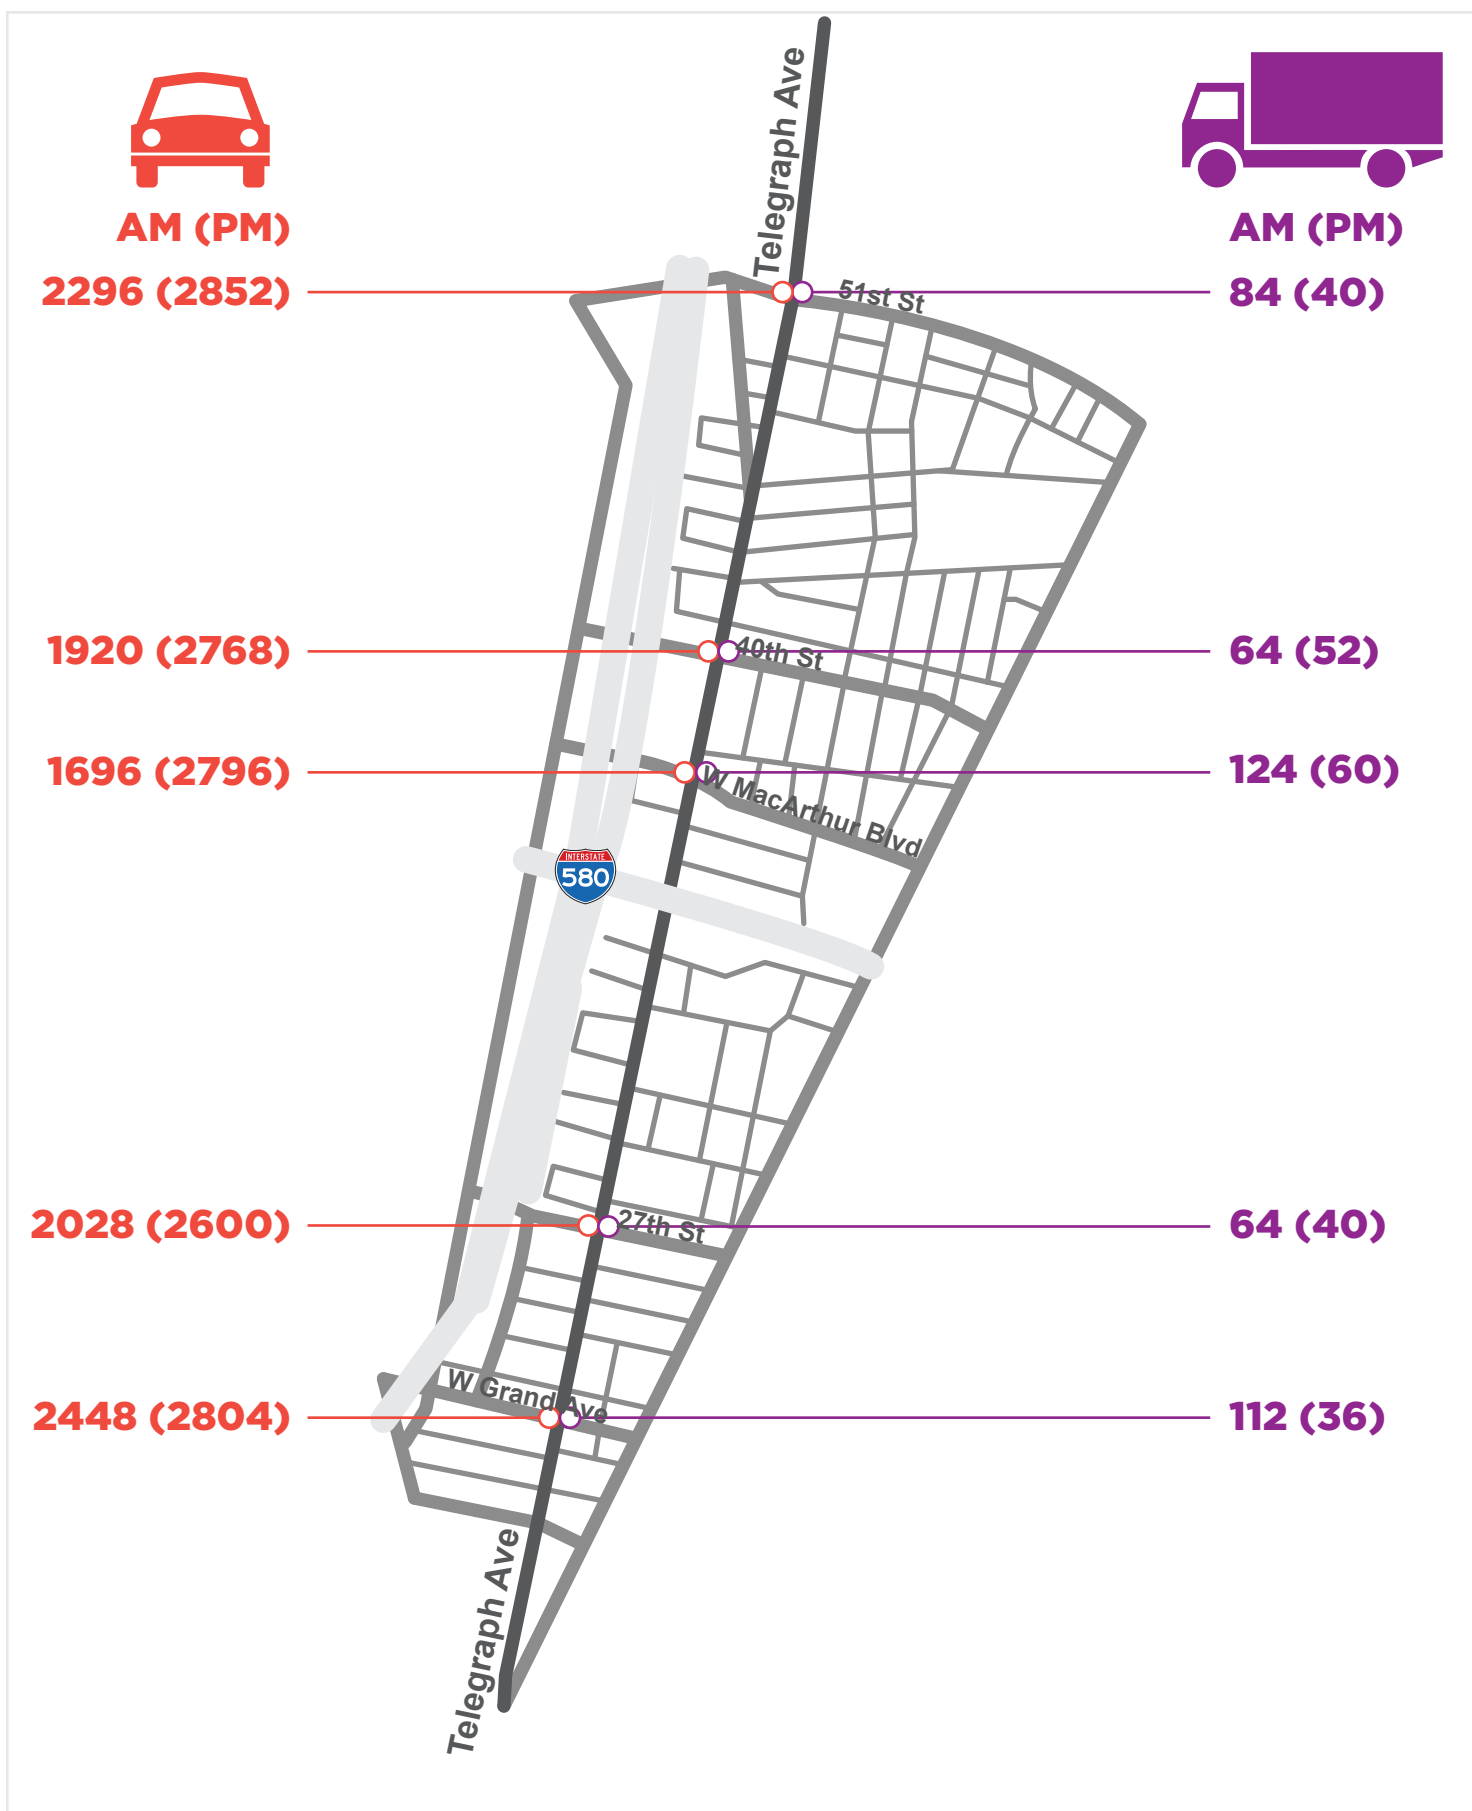 Telegraph Ave
AM (PM)
AM (PM)
2296 (2852)
51st St
84 (40)
1920 (2768)
40th St
64 (52)
1696 (2796)
W MacArthur Blvd
124 (60)
INTERSTATE
580
2028 (2600)
27th St
64 (40)
W Grand Ave
2448 (2804)
112 (36)
Telegraph Ave